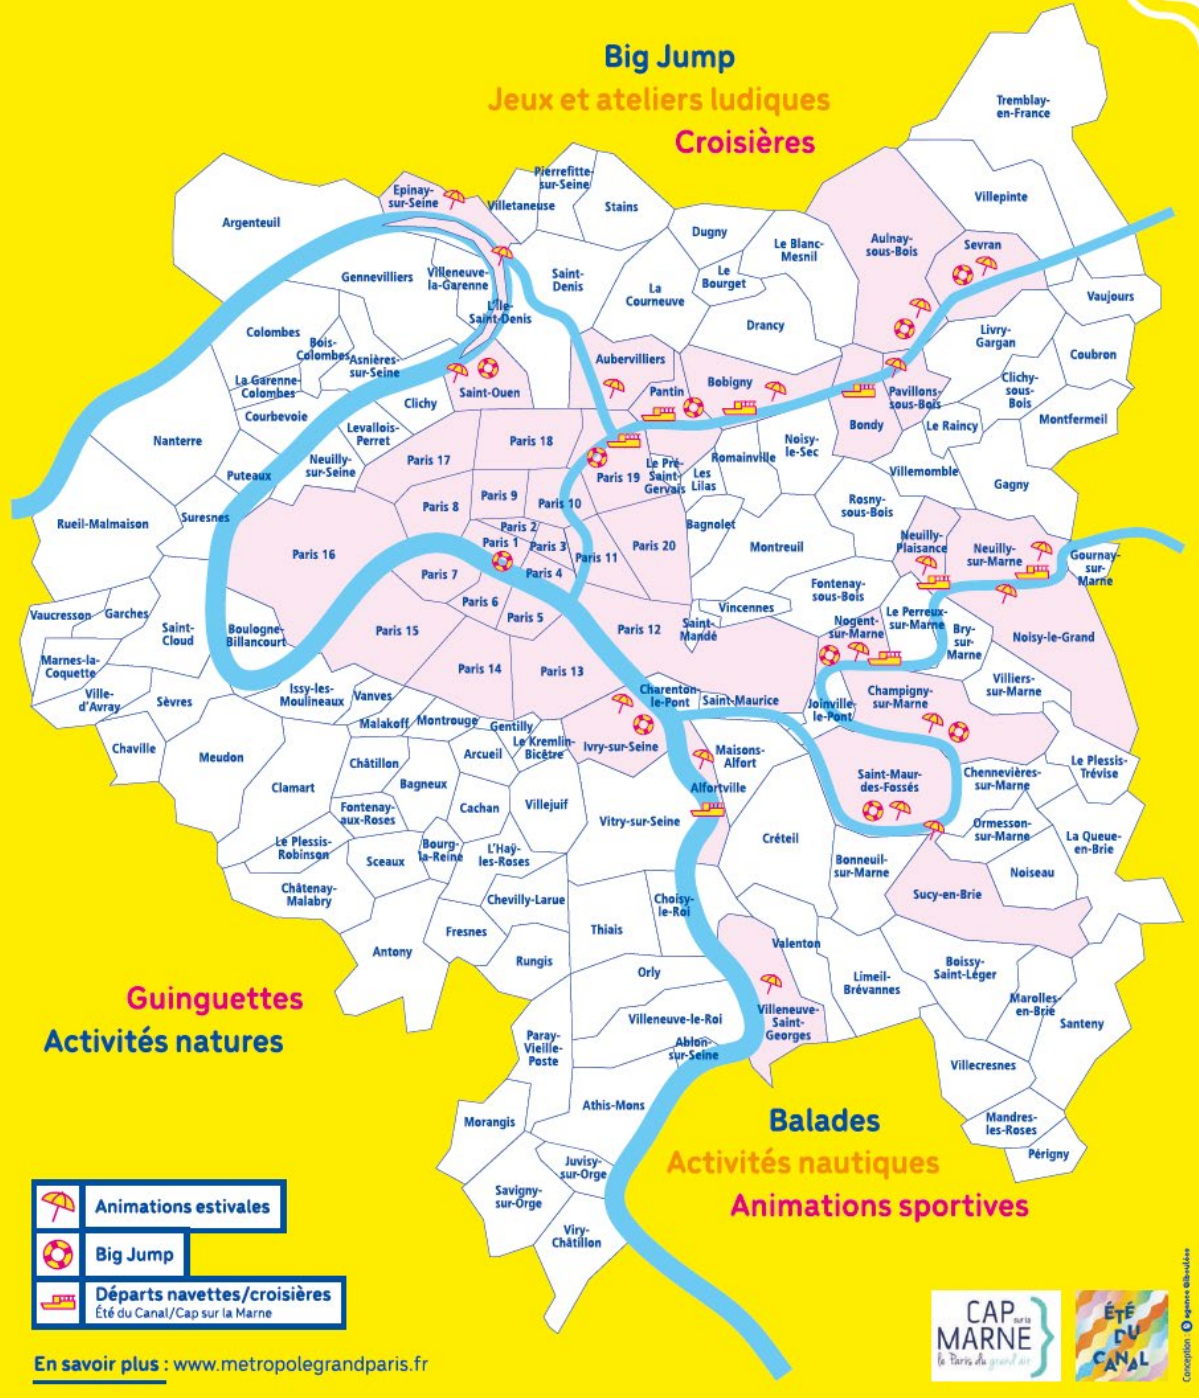 Big Jump
Jeux et ateliers ludiques
Croisières
Tremblay-
en-France
Villepinte
Pierrefitte-
sur-Seine
Epinay-
sur-Seine
Villetaneuse
Stains
Argenteuil
Dugny
Le Blanc-
Mesnil
Aulnay-
sous-Bois
Sevran
Gennevilliers
Villeneuve-
la-Garenne
Saint-
Denis
Le
Bourget
La
Courneuve
Vaujours
L'Île-
Saint-Denis
Drancy
Colombes
Bois-
Colombes
Asnières-
sur-Seine
Livry-
Gargan
Coubron
Aubervilliers
La Garenne-
Colombes
Saint-Ouen
Pantin
Bobigny
Pavillons-
sous-Bois
Clichy-
sous-
Bois
Clichy
Courbevoie
Montfermeil
Levallois-
Perret
Bondy
Le Raincy
Nanterre
Paris 18
Noisy-
le-Sec
Neuilly-
sur-Seine
Paris 17
Romainville
Puteaux
Paris 19
Le Pré-
Saint-
Gervais
Les
Lilas
Villemomble
Gagny
Paris 9
Paris 8
Paris 10
Rosny-
sous-Bois
Rueil-Malmaison
Suresnes
Paris 2
Bagnolet
Paris 1
Paris 3
Paris 11
Paris 20
Montreuil
Neuilly-
Plaisance
Neuilly-
sur-Marne
Gournay-
sur-
Marne
Paris 16
Paris 7
Paris 4
Fontenay-
sous-Bois
Vaucresson
Garches
Paris 6
Paris 5
Vincennes
Le Perreux-
sur-Marne
Saint-
Cloud
Boulogne-
Billancourt
Paris 15
Paris 12
Saint-
Mandé
Nogent-
sur-Marne
Bry-
sur-
Marne
Noisy-le-Grand
Marnes-la-
Coquette
Paris 14
Paris 13
Ville-
d'Avray
Sèvres
Issy-les-
Moulineaux
Vanves
Charenton-
le-Pont
Saint-Maurice
Joinville-
le-Pont
Champigny-
sur-Marne
Villiers-
sur-Marne
Malakoff
Montrouge
Gentilly
Chaville
Meudon
Arcueil
Le Kremlin-
Bicêtre
Ivry-sur-Seine
Maisons-
Alfort
Châtillon
Le Plessis-
Trévise
Clamart
Bagneux
Alfortville
Saint-Maur-
des-Fossés
Chennevières-
sur-Marne
Fontenay-
aux-Roses
Cachan
Villejuif
Vitry-sur-Seine
Ormesson-
sur-Marne
La Queue-
en-Brie
Le Plessis-
Robinson
Sceaux
Bourg-
la-Reine
L'Haÿ-
les-Roses
Créteil
Bonneuil-
sur-Marne
Noiseau
Châtenay-
Malabry
Chevilly-Larue
Choisy-
le-Roi
Sucy-en-Brie
Antony
Fresnes
Thiais
Valenton
Rungis
Orly
Limeil-
Brévannes
Boissy-
Saint-Léger
Guinguettes
Activités natures
Villeneuve-le-Roi
Villeneuve-
Saint-
Georges
Marolles-
en-Brie
Santeny
Paray-
Vieille-
Poste
Ablon-
sur-Seine
Villecresnes
Athis-Mons
Morangis
Mandres-
les-Roses
Périgny
Balades
Activités nautiques
Animations sportives
Juvisy-
sur-Orge
Savigny-
sur-Orge
Viry-
Châtillon
Animations estivales
Big Jump
Départs navettes/croisières
Été du Canal/Cap sur la Marne
En savoir plus : www.metropolegrandparis.fr
CAP
sur la
MARNE
le Paris du grand air
ÉTÉ
DU
CANAL
Conception : agence Giboulées